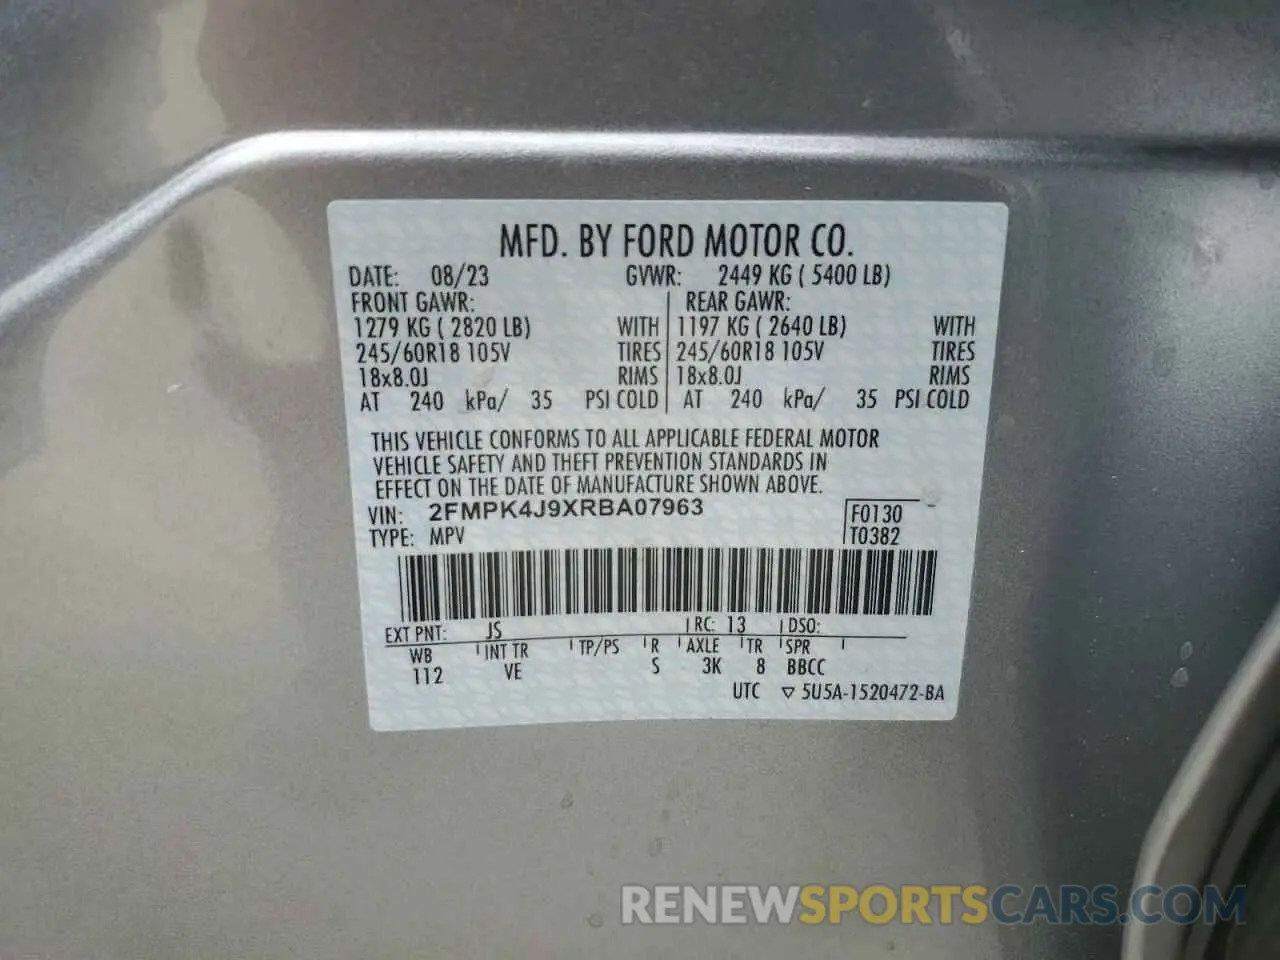 MFD. BY FORD MOTOR CO.
DATE: 08/23 GVWR: 2449 KG ( 5400 LB)
FRONT GAWR: REAR GAWR:
1279 KG ( 2820 LB) WITH 1197 KG ( 2640 LB) WITH
245/60R18 105V TIRES 245/60R18 105V TIRES
18x8.0J RIMS 18x8.0J RIMS
AT 240 kPa/ 35 PSI COLD AT 240 kPa/ 35 PSI COLD
THIS VEHICLE CONFORMS TO ALL APPLICABLE FEDERAL MOTOR
VEHICLE SAFETY AND THEFT PREVENTION STANDARDS IN
EFFECT ON THE DATE OF MANUFACTURE SHOWN ABOVE.
VIN: 2FMPK4J9XRBA07963 F0130
TYPE: MPV T0382
EXT PNT: JS RC: 13 DSO:
WB INT TR TP/PS R AXLE TR SPR
112 VE S 3K 8 BBCC
UTC ▽ 5U5A-1520472-BA
RENEWSPORTSCARS.COM